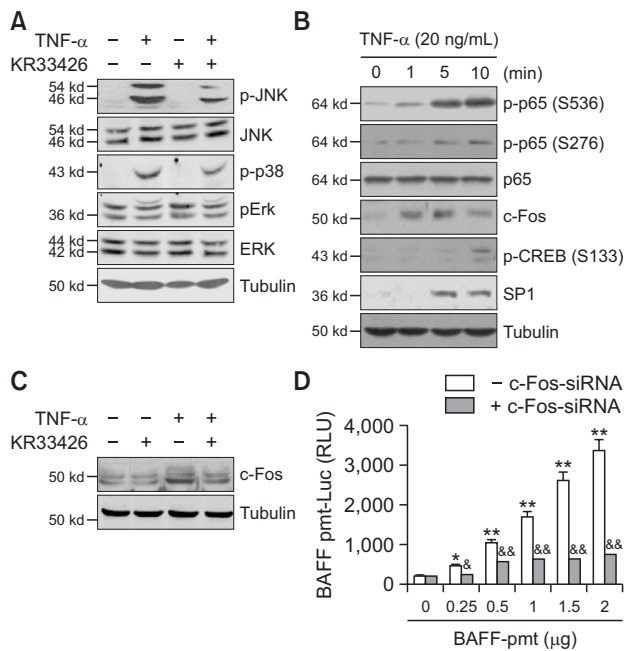 A
TNF-α – + – +
KR33426 – – + +
54 kd
46 kd
p-JNK
54 kd
46 kd
JNK
43 kd
p-p38
36 kd
pErk
44 kd
42 kd
ERK
50 kd
Tubulin
B
TNF-α (20 ng/mL)
0 1 5 10 (min)
64 kd p-p65 (S536)
64 kd p-p65 (S276)
64 kd p65
50 kd c-Fos
43 kd p-CREB (S133)
36 kd SP1
50 kd Tubulin
C
TNF-α – – + +
KR33426 – + – +
50 kd c-Fos
50 kd Tubulin
D
– c-Fos-siRNA
+ c-Fos-siRNA
BAFF pmt-Luc (RLU)
4,000
3,000
2,000
1,000
0
* & ** && ** && ** && ** &&
0 0.25 0.5 1 1.5 2
BAFF-pmt (μg)